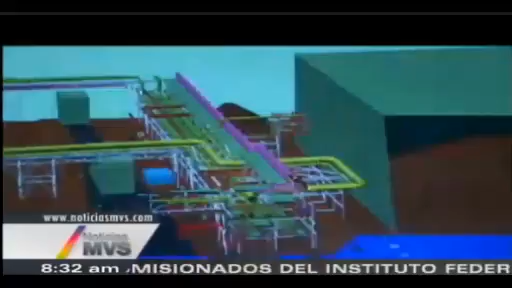 www.noticiasmvs.com
Noticias
MVS
8:32 am MISIONADOS DEL INSTITUTO FEDER